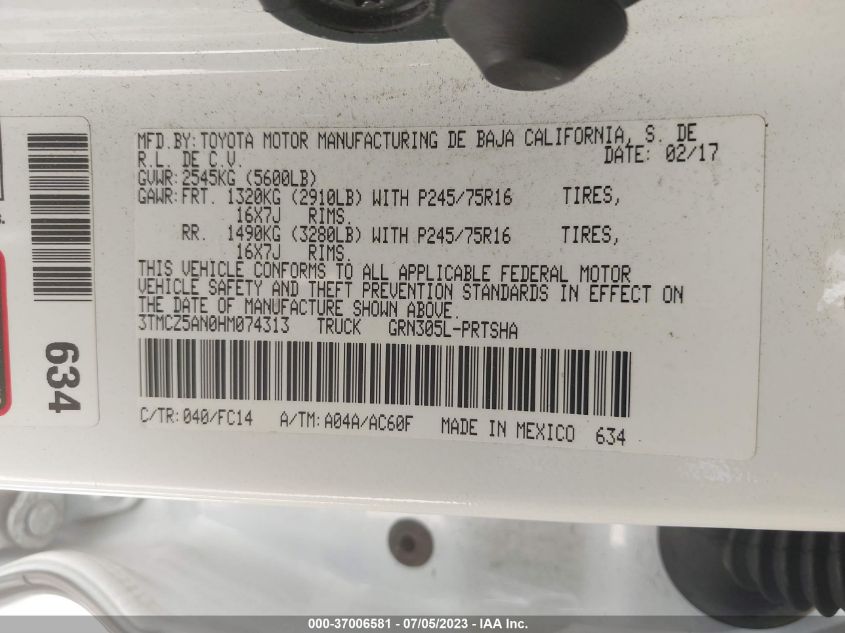 MFD.BY:TOYOTA MOTOR MANUFACTURING DE BAJA CALIFORNIA, S. DE
R.L. DE C.V. DATE: 02/17
GVWR:2545KG (5600LB)
GAWR:FRT. 1320KG (2910LB) WITH P245/75R16 TIRES,
16X7J RIMS.
RR. 1490KG (3280LB) WITH P245/75R16 TIRES,
16X7J RIMS.
THIS VEHICLE CONFORMS TO ALL APPLICABLE FEDERAL MOTOR
VEHICLE SAFETY AND THEFT PREVENTION STANDARDS IN EFFECT ON
THE DATE OF MANUFACTURE SHOWN ABOVE.
3TMCZ5AN0HM074313 TRUCK GRN305L-PRTSHA
C/TR:040/FC14 A/TM:A04A/AC60F MADE IN MEXICO 634
634
000-37006581 - 07/05/2023 - IAA Inc.